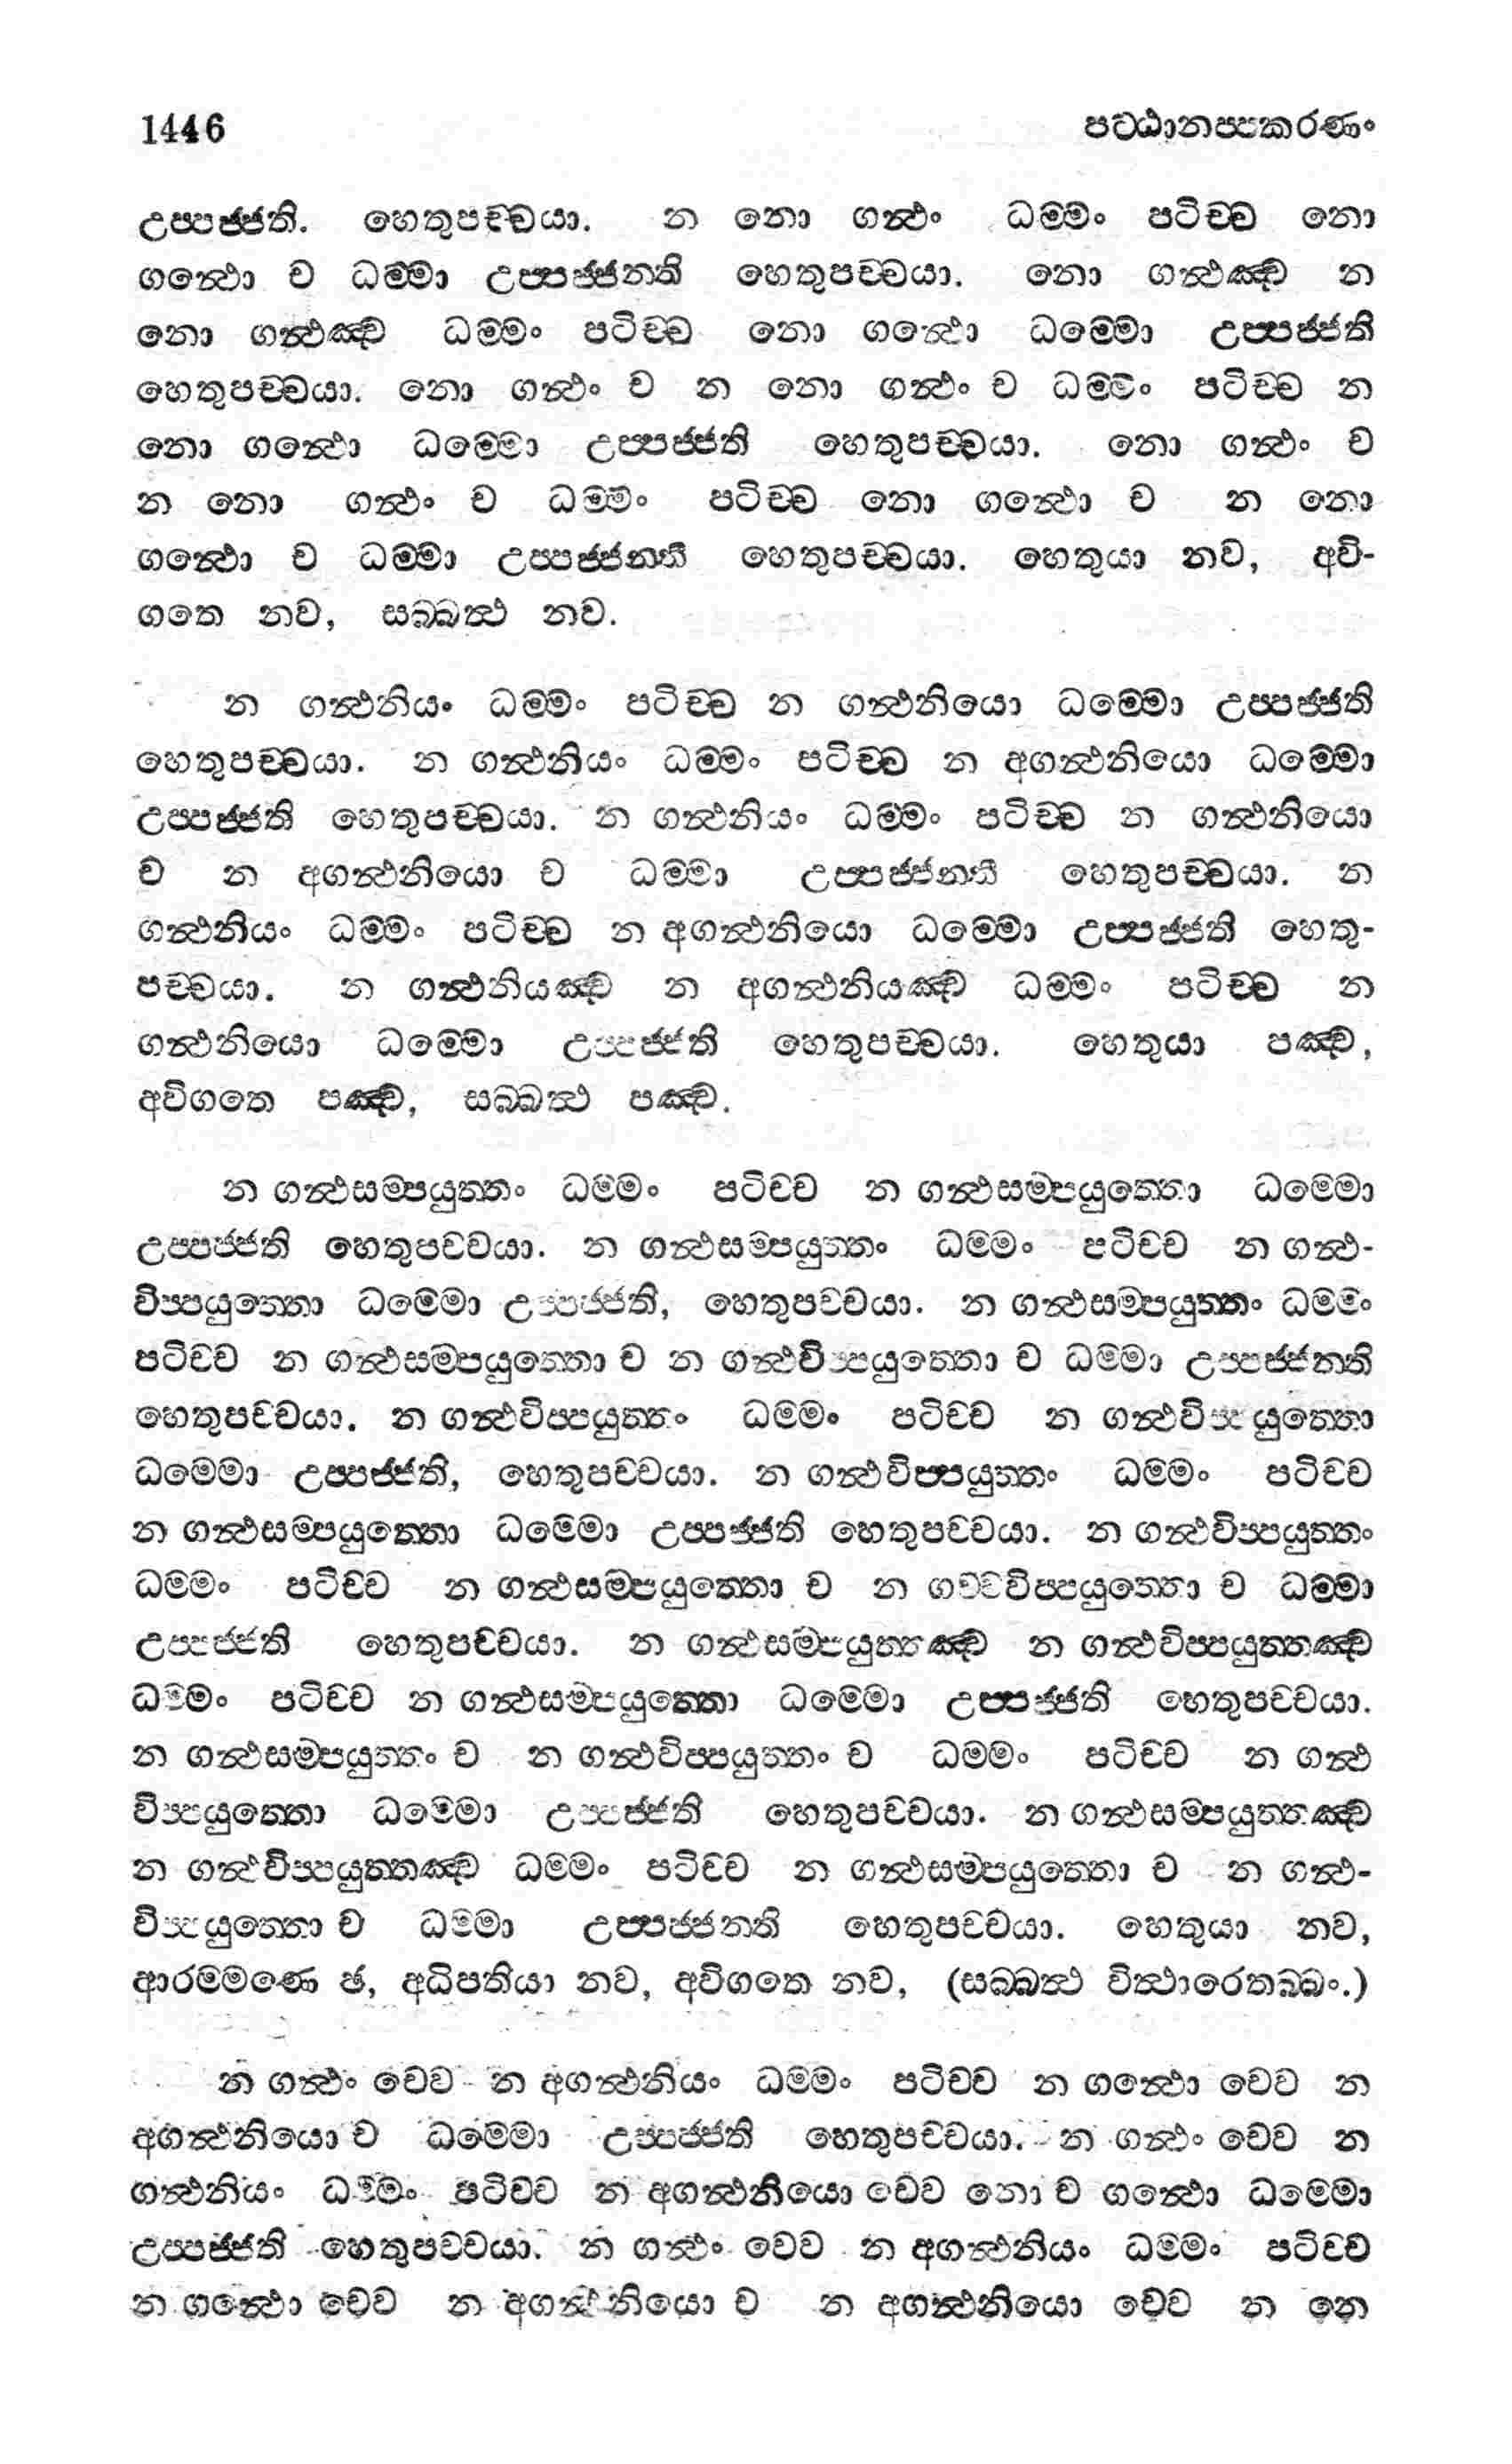 1446 පට්ඨානප්පකරණං
උප්පජ්ජති. හෙතුපච්චයා. න නො ගන්ථං ධම්මං පටිච්ච නො
ගන්ථො ච ධම්මා උප්පජ්ජන්ති හෙතුපච්චයා. නො ගන්ථඤ්ච න
නො ගන්ථඤ්ච ධම්මං පටිච්ච නො ගන්ථො ධම්මො උප්පජ්ජති
හෙතුපච්චයා. නො ගන්ථං ච න නො ගන්ථං ච ධම්මං පටිච්ච න
නො ගන්ථො ධම්මො උප්පජ්ජති හෙතුපච්චයා. නො ගන්ථං ච
න නො ගන්ථං ච ධම්මං පටිච්ච නො ගන්ථො ච න නො
ගන්ථො ච ධම්මා උප්පජ්ජන්ති හෙතුපච්චයා. හෙතුයා නව, අවි-
ගතෙ නව, සබ්බත්ථ නව.
න ගන්ථනියං ධම්මං පටිච්ච න ගන්ථනියො ධම්මො උප්පජ්ජති
හෙතුපච්චයා. න ගන්ථනියං ධම්මං පටිච්ච න අගන්ථනියො ධම්මො
උප්පජ්ජති හෙතුපච්චයා. න ගන්ථනියං ධම්මං පටිච්ච න ගන්ථනියො
ච න අගන්ථනියො ච ධම්මා උප්පජ්ජන්ති හෙතුපච්චයා. න
ගන්ථනියං ධම්මං පටිච්ච න අගන්ථනියො ධම්මො උප්පජ්ජති හෙතු-
පච්චයා. න ගන්ථනියඤ්ච න අගන්ථනියඤ්ච ධම්මං පටිච්ච න
ගන්ථනියො ධම්මො උප්පජ්ජති හෙතුපච්චයා. හෙතුයා පඤ්ච,
අවිගතෙ පඤ්ච, සබ්බත්ථ පඤ්ච.
න ගන්ථසම්පයුත්තං ධම්මං පටිච්ච න ගන්ථසම්පයුත්තො ධම්මො
උප්පජ්ජති හෙතුපච්චයා. න ගන්ථසම්පයුත්තං ධම්මං පටිච්ච න ගන්ථ-
විප්පයුත්තො ධම්මො උප්පජ්ජති, හෙතුපච්චයා. න ගන්ථසම්පයුත්තං ධම්මං
පටිච්ච න ගන්ථසම්පයුත්තො ච න ගන්ථවිප්පයුත්තො ච ධම්මා උප්පජ්ජන්ති
හෙතුපච්චයා. න ගන්ථවිප්පයුත්තං ධම්මං පටිච්ච න ගන්ථවිප්පයුත්තො
ධම්මො උප්පජ්ජති, හෙතුපච්චයා. න ගන්ථවිප්පයුත්තං ධම්මං පටිච්ච
න ගන්ථසම්පයුත්තො ධම්මො උප්පජ්ජති හෙතුපච්චයා. න ගන්ථවිප්පයුත්තං
ධම්මං පටිච්ච න ගන්ථසම්පයුත්තො ච න ච ධම්මා
උප්පජ්ජති හෙතුපච්චයා. න ගන්ථසම්පයුත්තඤ්ච න ගන්ථවිප්පයුත්තඤ්ච
ධම්මං පටිච්ච න ගන්ථසම්පයුත්තො ධම්මො උප්පජ්ජති හෙතුපච්චයා.
න ගන්ථසම්පයුත්තං ච න ගන්ථවිප්පයුත්තං ච ධම්මං පටිච්ච න ගන්ථ
විප්පයුත්තො ධම්මො උප්පජ්ජති හෙතුපච්චයා. න ගන්ථසම්පයුත්තඤ්ච
න ගන්ථවිප්පයුත්තඤ්ච ධම්මං පටිච්ච න ගන්ථසම්පයුත්තො ච න ගන්ථ-
විප්පයුත්තො ච ධම්මා උප්පජ්ජන්ති හෙතුපච්චයා. හෙතුයා නව,
ආරම්මණෙ ඡ, අධිපතියා නව, අවිගතෙ නව, (සබ්බත්ථ විත්ථාරෙතබ්බං.)
න ගන්ථං චෙව න අගන්ථනියං ධම්මං පටිච්ච න ගන්ථො චෙව න
අගන්ථනියො ච ධම්මො උප්පජ්ජති හෙතුපච්චයා. න ගන්ථං චෙව න
ගන්ථනියං ධම්මං පටිච්ච න අගන්ථනියො චෙව නො ච ගන්ථො ධම්මො
උප්පජ්ජති හෙතුපච්චයා. න ගන්ථං චෙව න අගන්ථනියං ධම්මං පටිච්ච
න ගන්ථො චෙව න අගන්ථනියො ච න අගන්ථනියො චෙව න නෙ